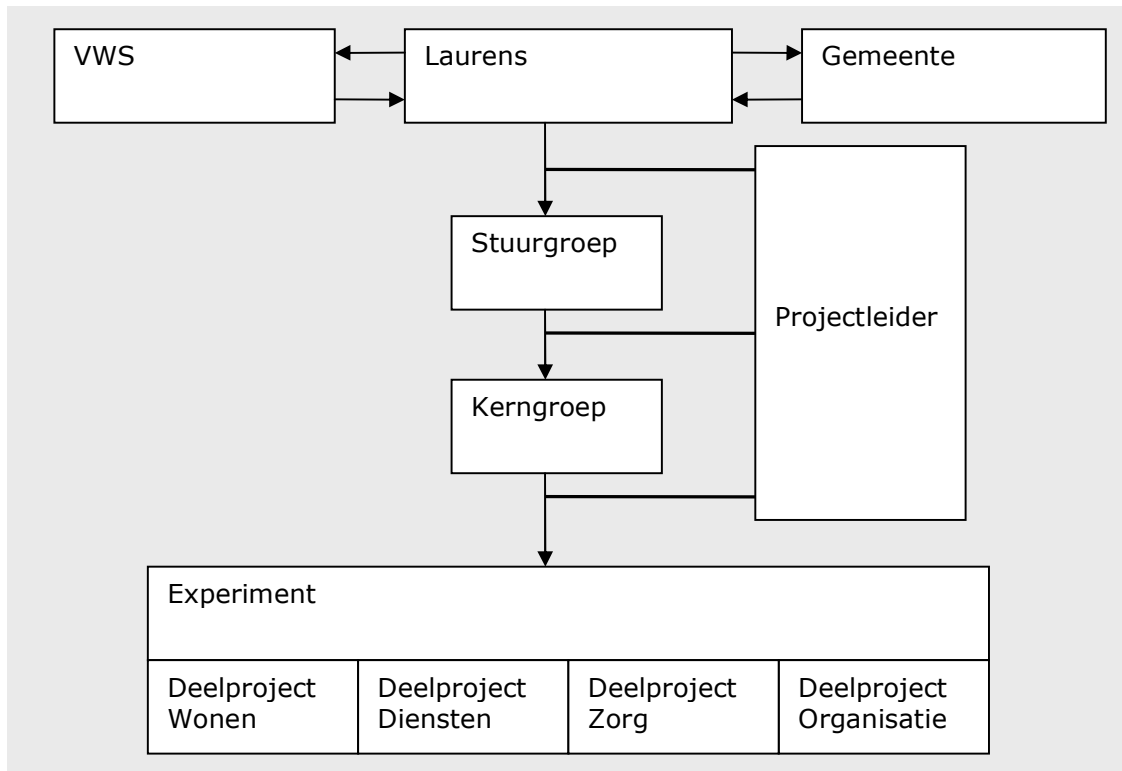 VWS
Laurens
Gemeente
Stuurgroep
Projectleider
Kerngroep
Experiment
Deelproject
Wonen
Deelproject
Diensten
Deelproject
Zorg
Deelproject
Organisatie